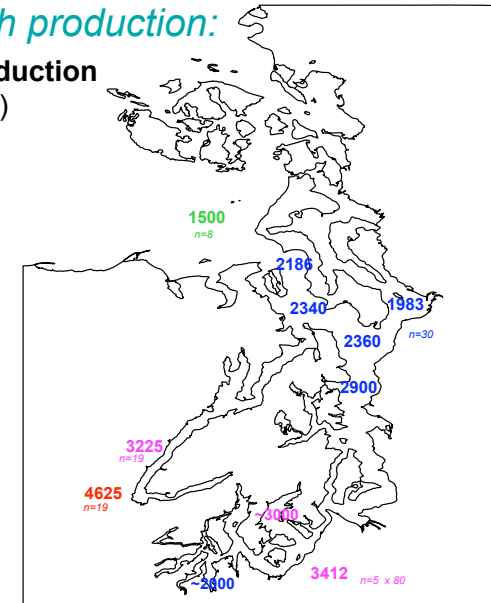 h production:
duction
)
1500
n=8
2186
2340
1983
2360
n=30
2900
3225
n=19
4625
n=19
~3000
3412 n=5 x 80
~2000